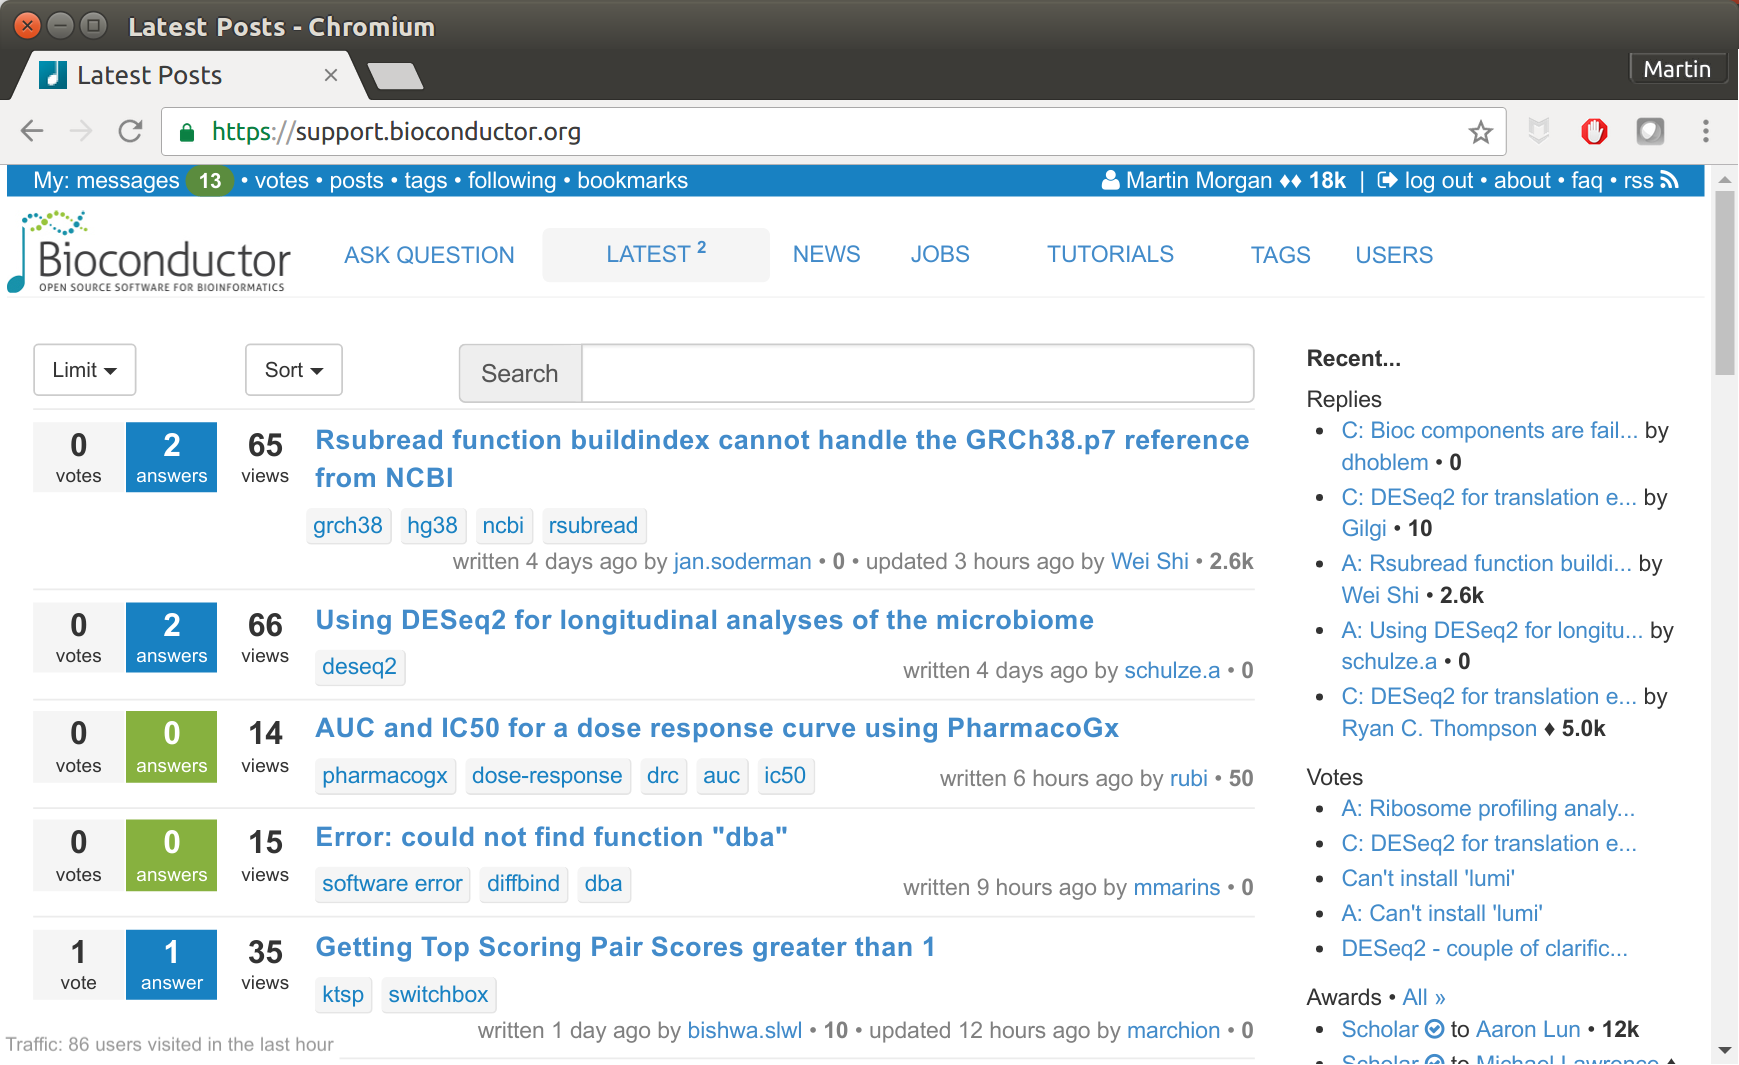 Latest Posts - Chromium
Latest Posts
Martin
https://support.bioconductor.org
My: messages 13 • votes • posts • tags • following • bookmarks
Martin Morgan ♦♦ 18k | log out • about • faq • rss
Bioconductor
OPEN SOURCE SOFTWARE FOR BIOINFORMATICS
ASK QUESTION LATEST 2 NEWS JOBS TUTORIALS TAGS USERS
Limit Sort Search
0 votes 2 answers 65 views
Rsubread function buildindex cannot handle the GRCh38.p7 reference
from NCBI
grch38 hg38 ncbi rsubread
written 4 days ago by jan.soderman • 0 • updated 3 hours ago by Wei Shi • 2.6k
0 votes 2 answers 66 views
Using DESeq2 for longitudinal analyses of the microbiome
deseq2
written 4 days ago by schulze.a • 0
0 votes 0 answers 14 views
AUC and IC50 for a dose response curve using PharmacoGx
pharmacogx dose-response drc auc ic50
written 6 hours ago by rubi • 50
0 votes 0 answers 15 views
Error: could not find function "dba"
software error diffbind dba
written 9 hours ago by mmarins • 0
1 vote 1 answer 35 views
Getting Top Scoring Pair Scores greater than 1
ktsp switchbox
written 1 day ago by bishwa.slwl • 10 • updated 12 hours ago by marchion • 0
Traffic: 86 users visited in the last hour
Recent...
Replies
C: Bioc components are fail... by
dhoblem • 0
C: DESeq2 for translation e... by
Gilgi • 10
A: Rsubread function buildi... by
Wei Shi • 2.6k
A: Using DESeq2 for longitu... by
schulze.a • 0
C: DESeq2 for translation e... by
Ryan C. Thompson ♦ 5.0k
Votes
A: Ribosome profiling analy...
C: DESeq2 for translation e...
Can't install 'lumi'
A: Can't install 'lumi'
DESeq2 - couple of clarific...
Awards • All »
Scholar to Aaron Lun • 12k
Scholar to Michael Lawrence ♦